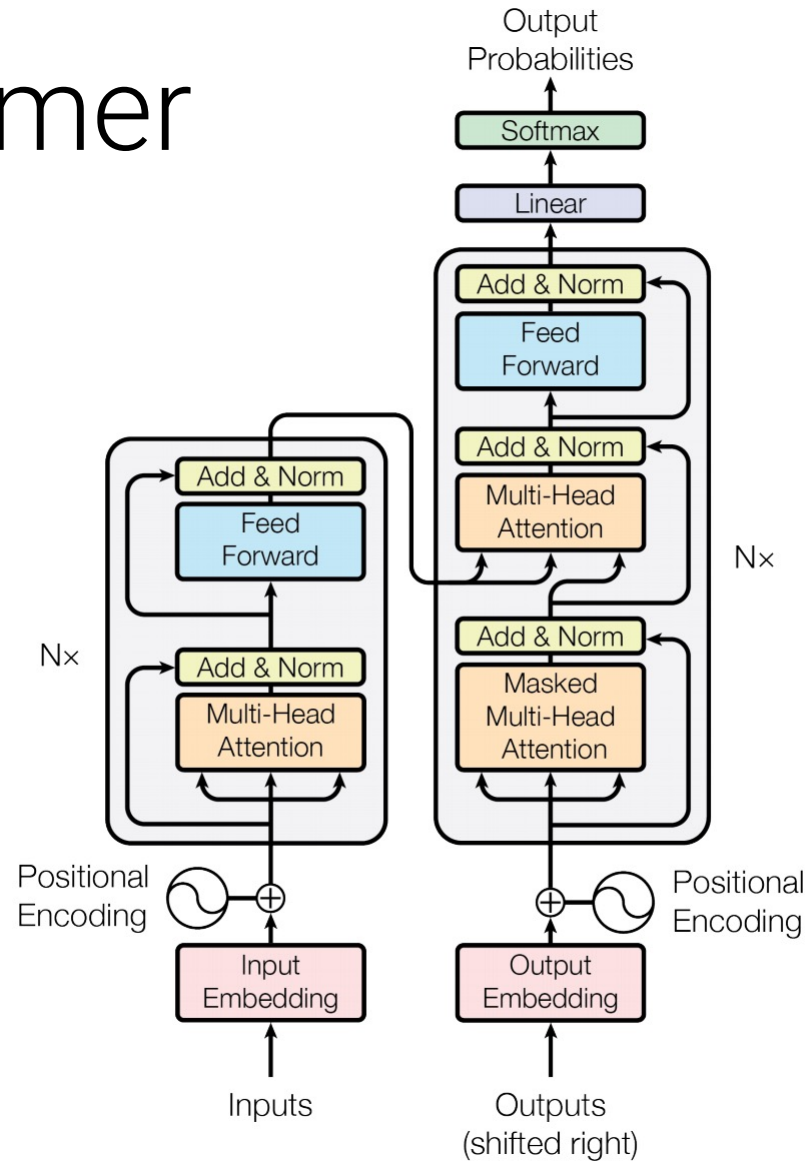 mer
Output
Probabilities
Softmax
Linear
Add & Norm
Feed
Forward
Add & Norm
Multi-Head
Attention
Add & Norm
Masked
Multi-Head
Attention
N×
Add & Norm
Feed
Forward
Add & Norm
Multi-Head
Attention
N×
Positional
Encoding
Positional
Encoding
Input
Embedding
Output
Embedding
Inputs
Outputs
(shifted right)